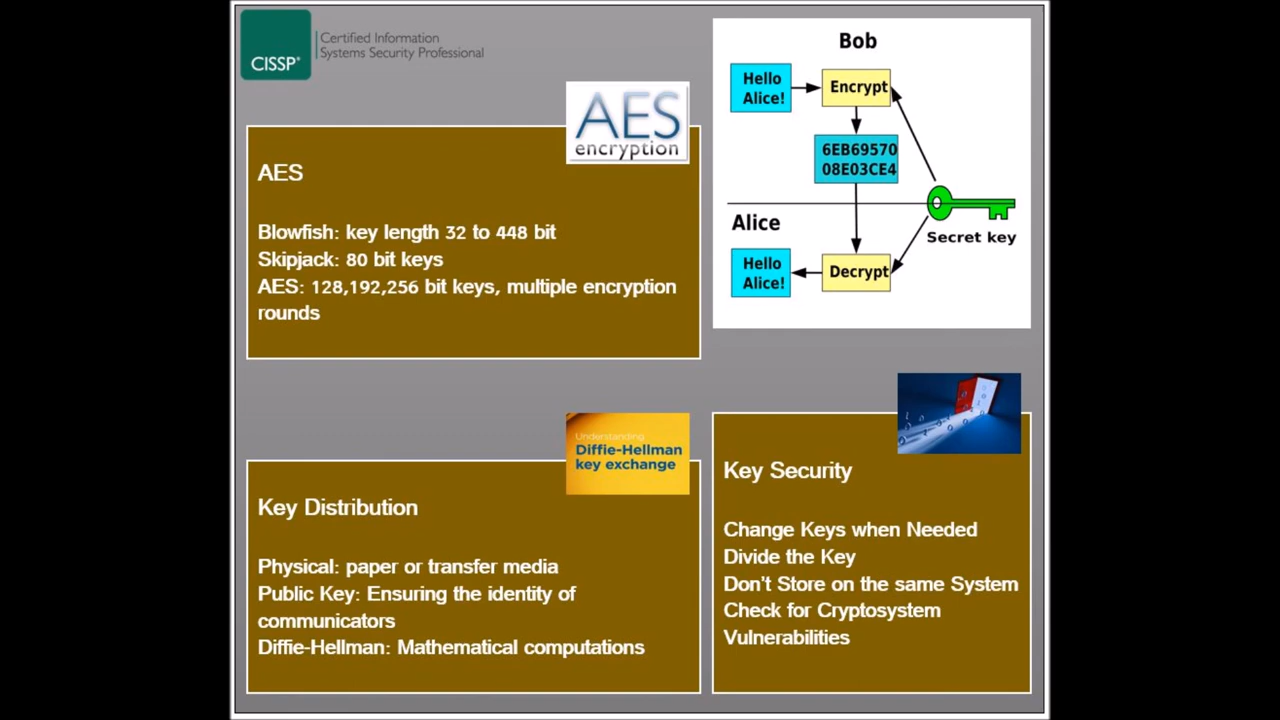 CISSP®
Certified Information
Systems Security Professional
AES
encryption
AES
Blowfish: key length 32 to 448 bit
Skipjack: 80 bit keys
AES: 128,192,256 bit keys, multiple encryption
rounds
Bob
Hello
Alice!
Encrypt
6EB69570
08E03CE4
Alice
Secret key
Hello
Alice!
Decrypt
Understanding
Diffie-Hellman
key exchange
Key Distribution
Physical: paper or transfer media
Public Key: Ensuring the identity of
communicators
Diffie-Hellman: Mathematical computations
Key Security
Change Keys when Needed
Divide the Key
Don't Store on the same System
Check for Cryptosystem
Vulnerabilities